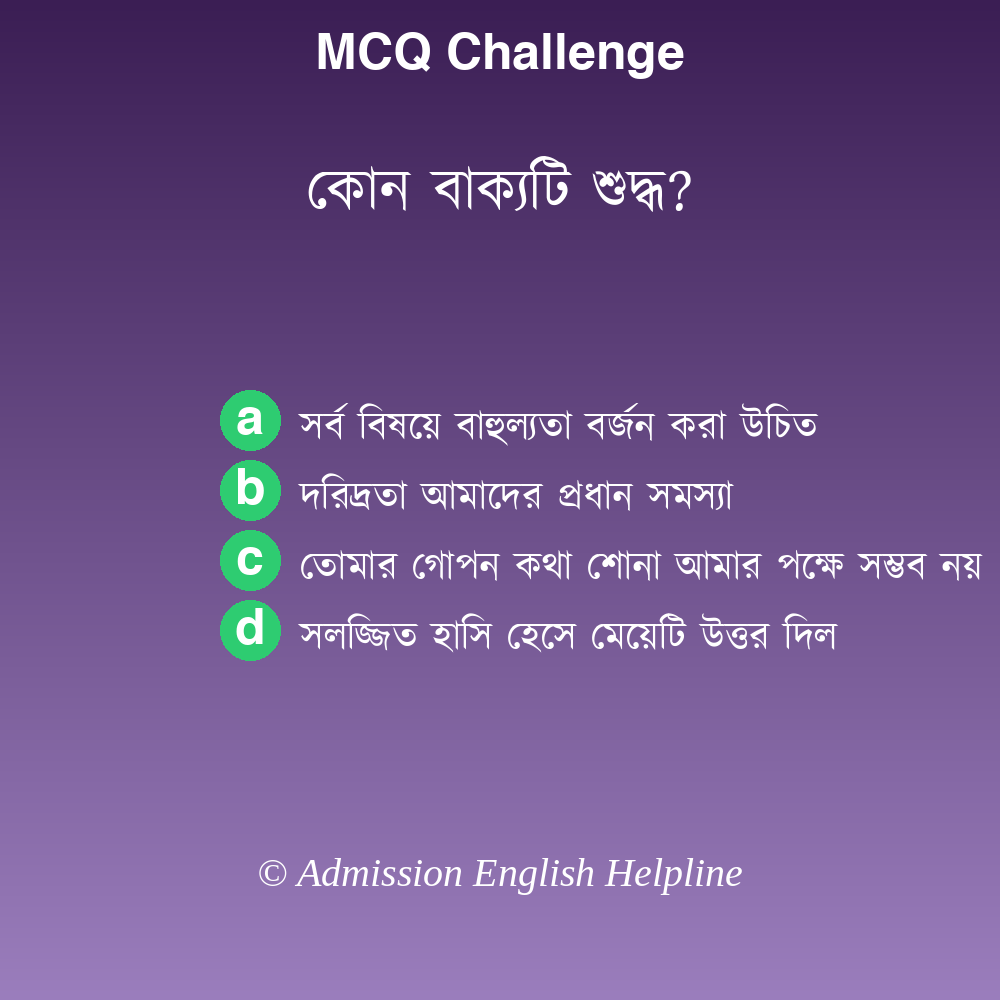 MCQ Challenge
কোন বাক্যটি শুদ্ধ?
a সর্ব বিষয়ে বাহুল্যতা বর্জন করা উচিত
b দরিদ্রতা আমাদের প্রধান সমস্যা
c তোমার গোপন কথা শোনা আমার পক্ষে সম্ভব নয়
d সলজ্জিত হাসি হেসে মেয়েটি উত্তর দিল
© Admission English Helpline